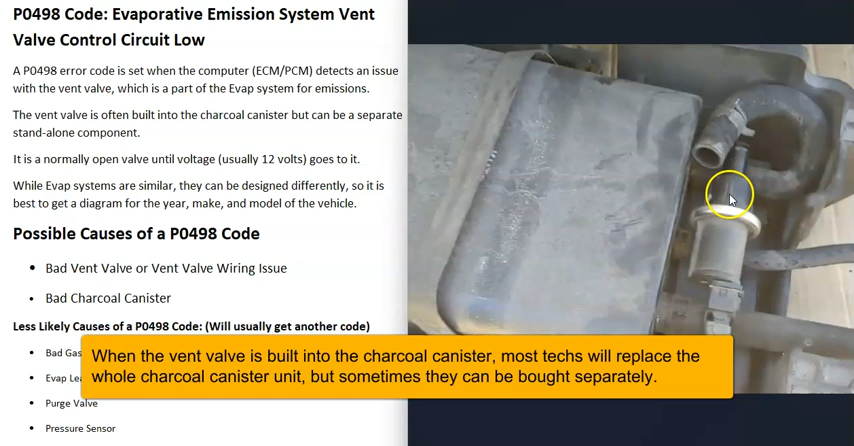 P0498 Code: Evaporative Emission System Vent
Valve Control Circuit Low
A P0498 error code is set when the computer (ECM/PCM) detects an issue
with the vent valve, which is a part of the Evap system for emissions.
The vent valve is often built into the charcoal canister but can be a separate
stand-alone component.
It is a normally open valve until voltage (usually 12 volts) goes to it.
While Evap systems are similar, they can be designed differently, so it is
best to get a diagram for the year, make, and model of the vehicle.
Possible Causes of a P0498 Code
• Bad Vent Valve or Vent Valve Wiring Issue
• Bad Charcoal Canister
Less Likely Causes of a P0498 Code: (Will usually get another code)
• Bad Gas
• Evap Lea
• Purge Valve
• Pressure Sensor
When the vent valve is built into the charcoal canister, most techs will replace the
whole charcoal canister unit, but sometimes they can be bought separately.